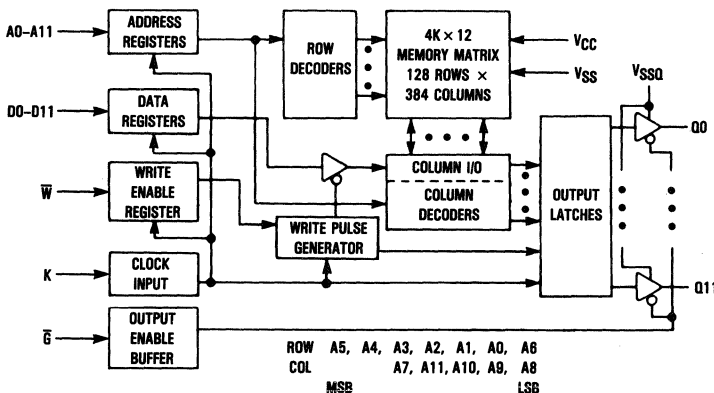 A0–A11
ADDRESS
REGISTERS
ROW
DECODERS
4K × 12
MEMORY MATRIX
128 ROWS ×
384 COLUMNS
VCC
VSS
VSSQ
D0–D11
DATA
REGISTERS
Q0
W̅
WRITE
ENABLE
REGISTER
COLUMN I/O
COLUMN
DECODERS
OUTPUT
LATCHES
WRITE PULSE
GENERATOR
K
CLOCK
INPUT
Q11
G̅
OUTPUT
ENABLE
BUFFER
ROW A5, A4, A3, A2, A1, A0, A6
COL A7, A11, A10, A9, A8
MSB LSB